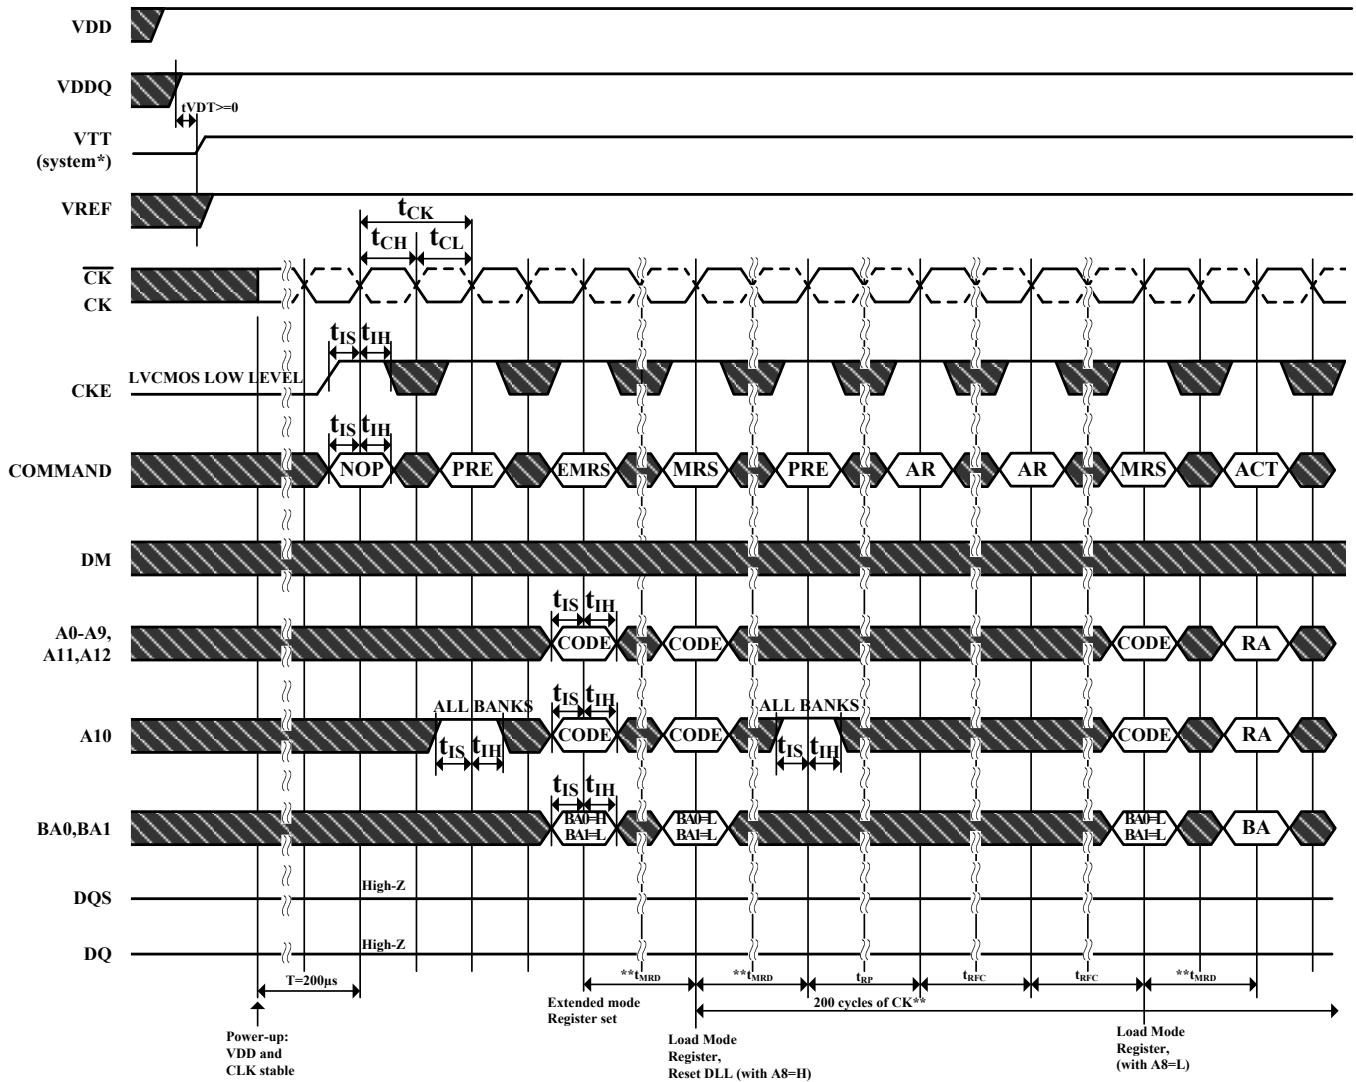 VDD
VDDQ
tVDT>=0
VTT
(system*)
VREF
tCK
tCH tCL
CK
CK
tIS tIH
LVCMOS LOW LEVEL
CKE
tIS tIH
COMMAND NOP PRE EMRS MRS PRE AR AR MRS ACT
DM
tIS tIH
A0-A9,
A11,A12
CODE CODE CODE RA
ALL BANKS tIS tIH ALL BANKS
A10 CODE CODE CODE RA
tIS tIH tIS tIH
tIS tIH
BA0,BA1
BA0=H BA0=L BA0=L
BA1=L BA1=L BA1=L
BA
High-Z
DQS
High-Z
DQ
T=200µs **tMRD **tMRD tRP tRFC tRFC **tMRD
Extended mode
Register set
200 cycles of CK**
Power-up:
VDD and
CLK stable
Load Mode
Register,
Reset DLL (with A8=H)
Load Mode
Register,
(with A8=L)